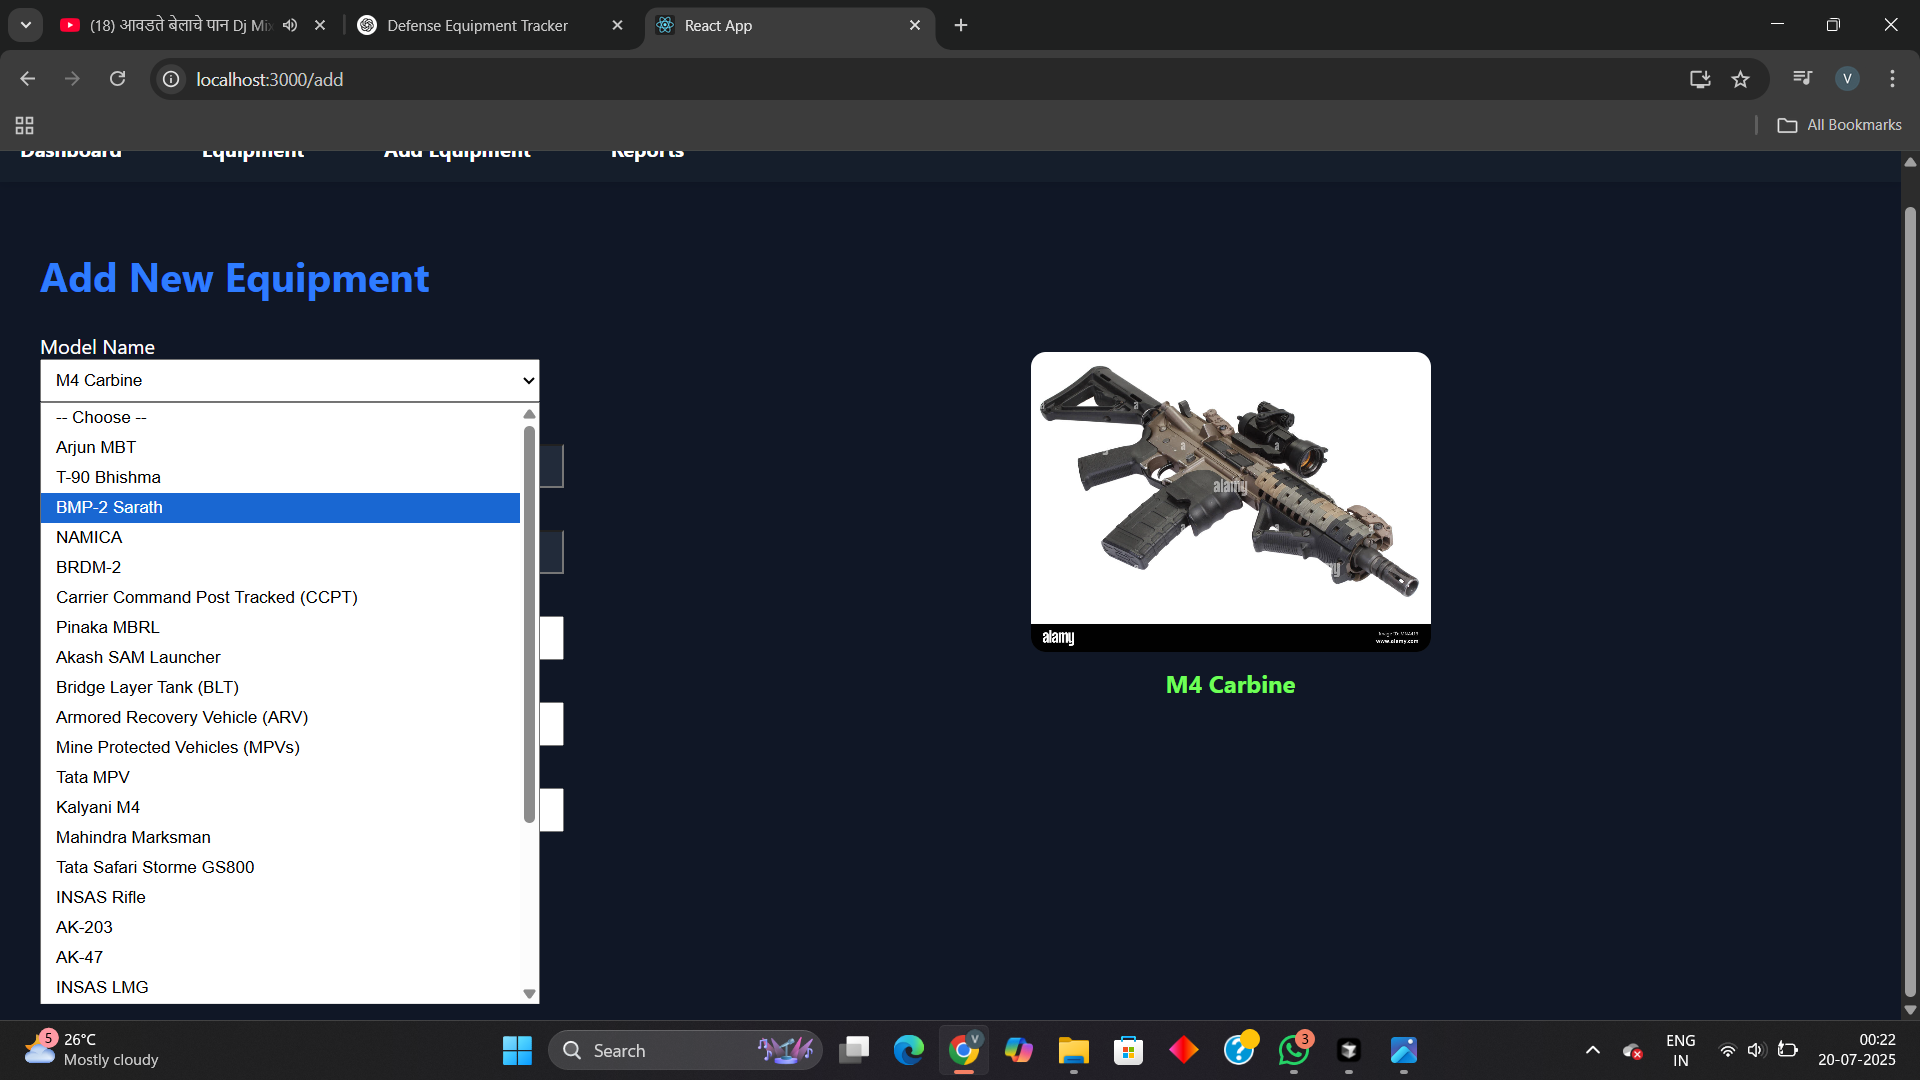 (18) आवडते बेलाचे पान Dj Mix
Defense Equipment Tracker
React App
localhost:3000/add
V
All Bookmarks
Dashboard
Equipment
Add Equipment
Reports
Add New Equipment
Model Name
M4 Carbine
-- Choose --
Arjun MBT
T-90 Bhishma
BMP-2 Sarath
NAMICA
BRDM-2
Carrier Command Post Tracked (CCPT)
Pinaka MBRL
Akash SAM Launcher
Bridge Layer Tank (BLT)
Armored Recovery Vehicle (ARV)
Mine Protected Vehicles (MPVs)
Tata MPV
Kalyani M4
Mahindra Marksman
Tata Safari Storme GS800
INSAS Rifle
AK-203
AK-47
INSAS LMG
alamy
alamy
www.alamy.com
M4 Carbine
5
26°C
Mostly cloudy
Search
V
3
ENG
IN
00:22
20-07-2025